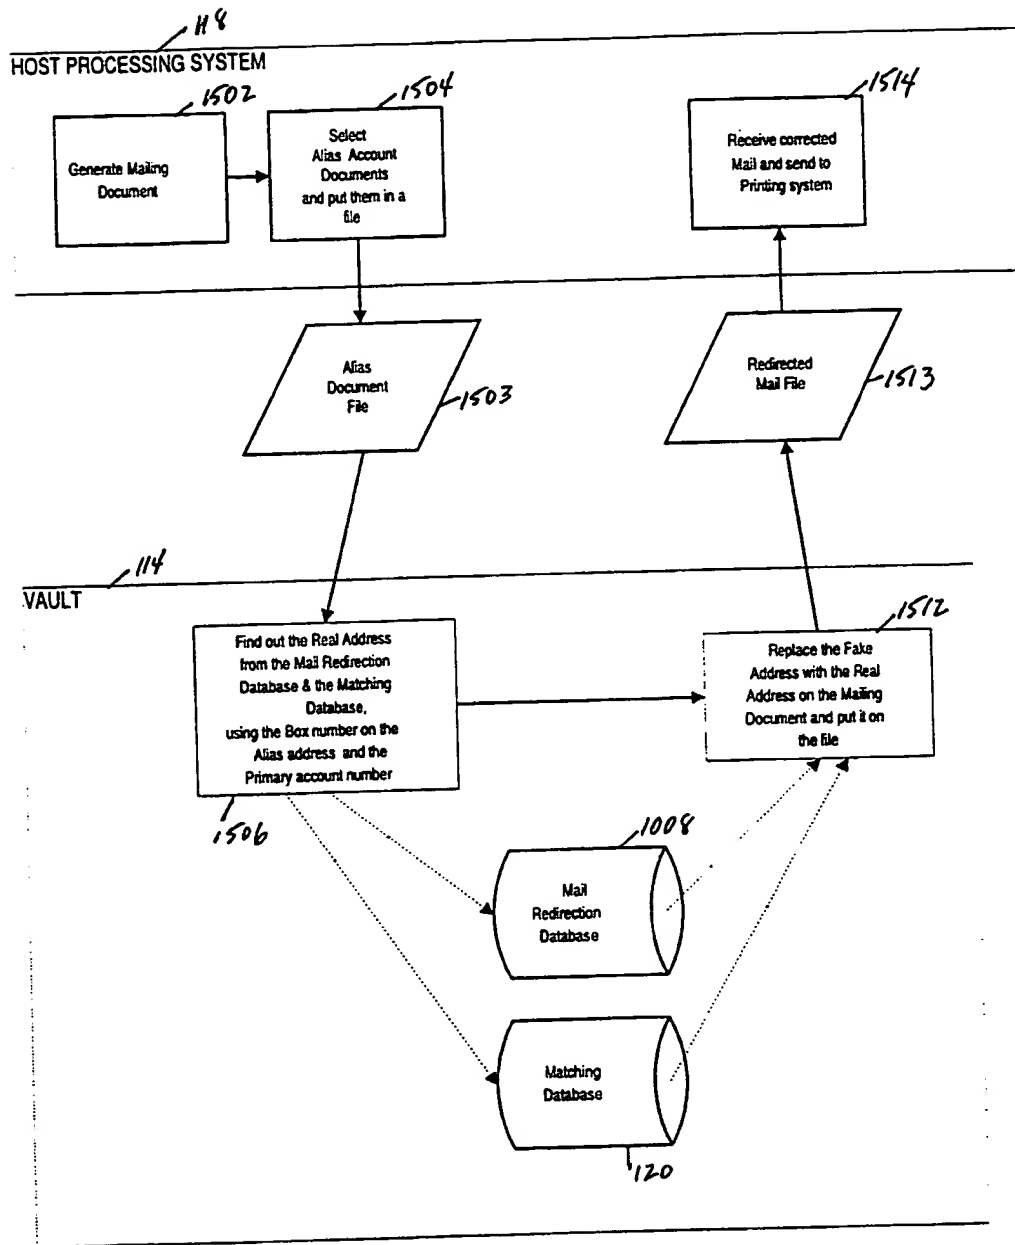 H8
HOST PROCESSING SYSTEM
1502
Generate Mailing
Document
1504
Select
Alias Account
Documents
and put them in a
file
1514
Receive corrected
Mail and send to
Printing system
Alias
Document
File
1503
Redirected
Mail File
1513
114
VAULT
Find out the Real Address
from the Mail Redirection
Database & the Matching
Database,
using the Box number on the
Alias address and the
Primary account number
1506
1512
Replace the Fake
Address with the Real
Address on the Mailing
Document and put it on
the file
1008
Mail
Redirection
Database
Matching
Database
120